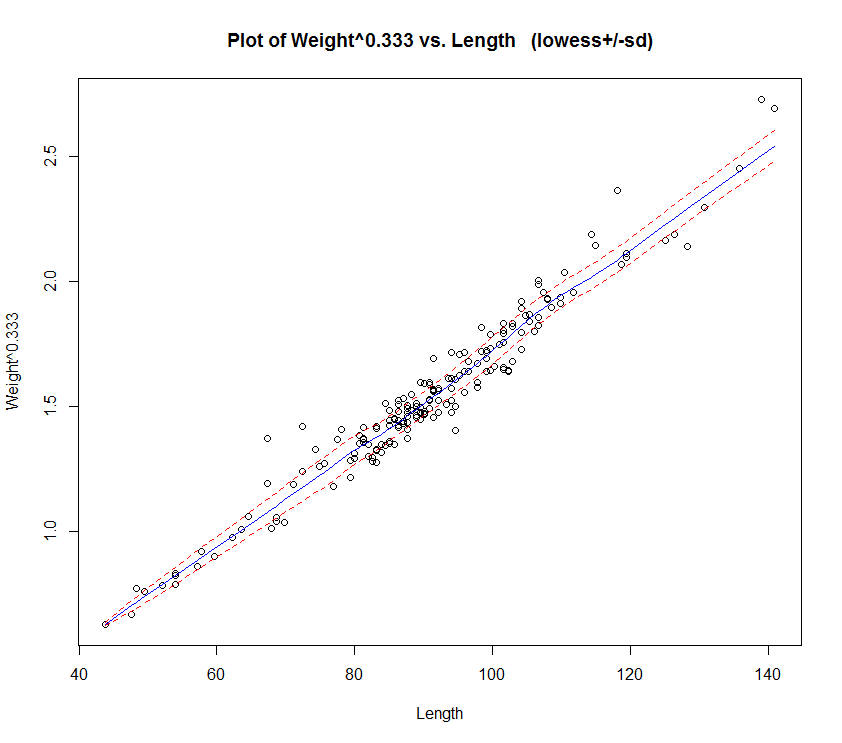 Plot of Weight^0.333 vs. Length (lowess+/-sd)
Weight^0.333
2.5
2.0
1.5
1.0
40 60 80 100 120 140
Length